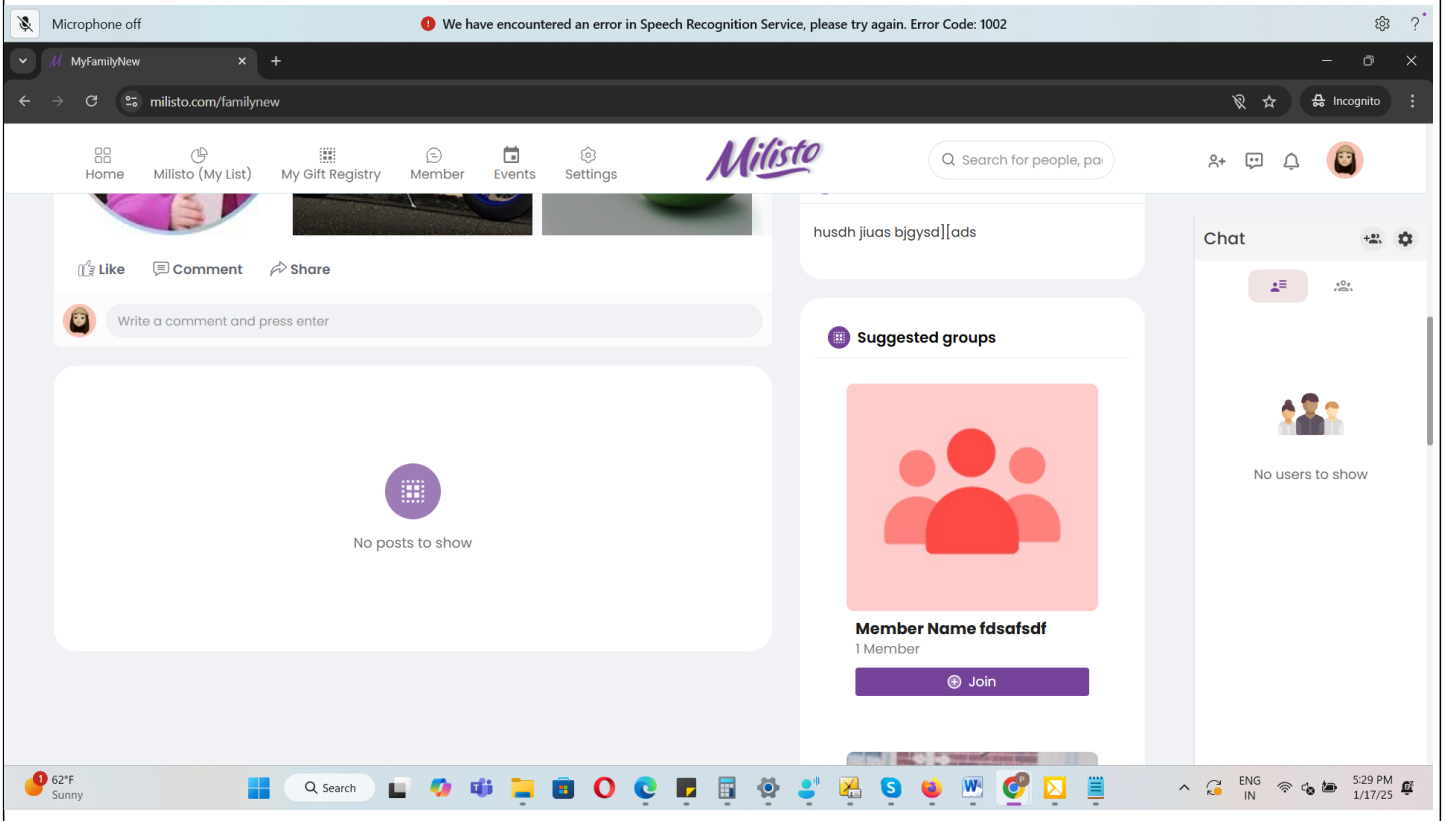 Microphone off
We have encountered an error in Speech Recognition Service, please try again. Error Code: 1002
?
M MyFamilyNew
milisto.com/familynew
Incognito
Home
Milisto (My List)
My Gift Registry
Member
Events
Settings
Milisto
Search for people, pa
husdh jiuas bjgysd][ads
Like
Comment
Share
Write a comment and press enter
No posts to show
Suggested groups
Member Name fdsafsdf
1 Member
Join
Chat
No users to show
1
62°F
Sunny
Search
ENG
IN
5:29 PM
1/17/25